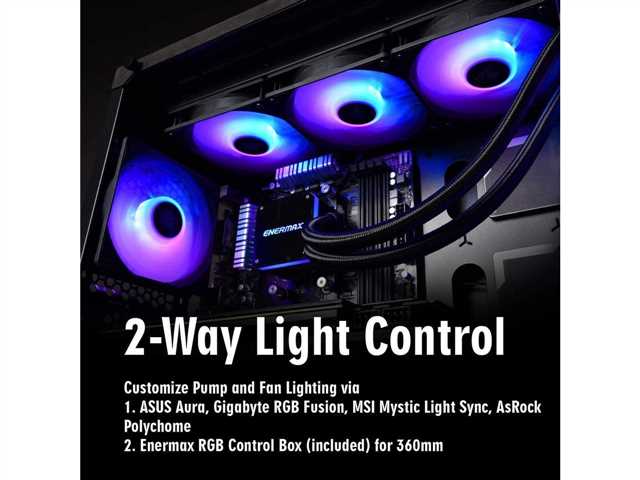 ENERMAX
2-Way Light Control
Customize Pump and Fan Lighting via
1. ASUS Aura, Gigabyte RGB Fusion, MSI Mystic Light Sync, AsRock
Polychome
2. Enermax RGB Control Box (included) for 360mm